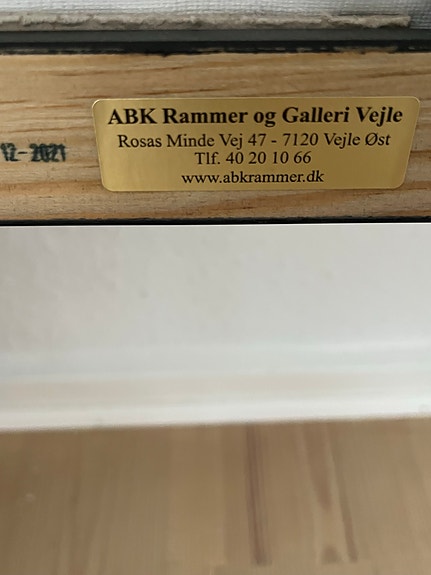 ABK Rammer og Galleri Vejle
Rosas Minde Vej 47 - 7120 Vejle Øst
Tlf. 40 20 10 66
www.abkrammer.dk
12-2021